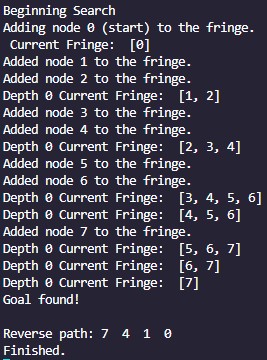 Beginning Search
Adding node 0 (start) to the fringe.
 Current Fringe:  [0]
Added node 1 to the fringe.
Added node 2 to the fringe.
Depth 0 Current Fringe:  [1, 2]
Added node 3 to the fringe.
Added node 4 to the fringe.
Depth 0 Current Fringe:  [2, 3, 4]
Added node 5 to the fringe.
Added node 6 to the fringe.
Depth 0 Current Fringe:  [3, 4, 5, 6]
Depth 0 Current Fringe:  [4, 5, 6]
Added node 7 to the fringe.
Depth 0 Current Fringe:  [5, 6, 7]
Depth 0 Current Fringe:  [6, 7]
Depth 0 Current Fringe:  [7]
Goal found!

Reverse path: 7  4  1  0
Finished.